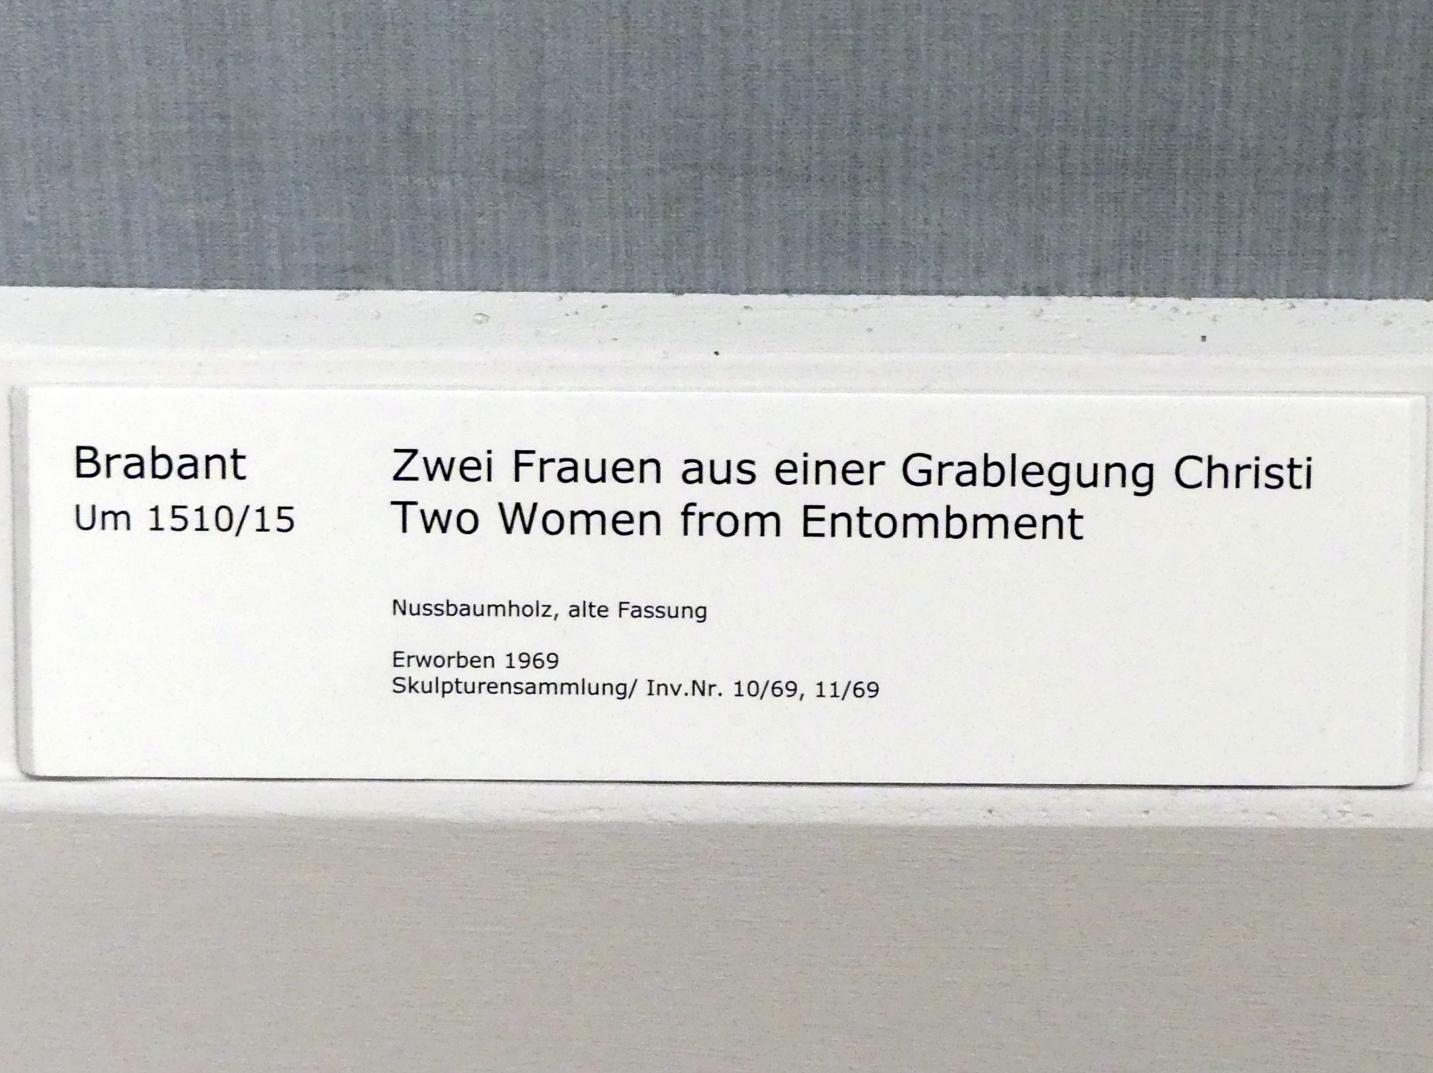 Brabant
Um 1510/15
Zwei Frauen aus einer Grablegung Christi
Two Women from Entombment
Nussbaumholz, alte Fassung
Erworben 1969
Skulpturensammlung/ Inv.Nr. 10/69, 11/69